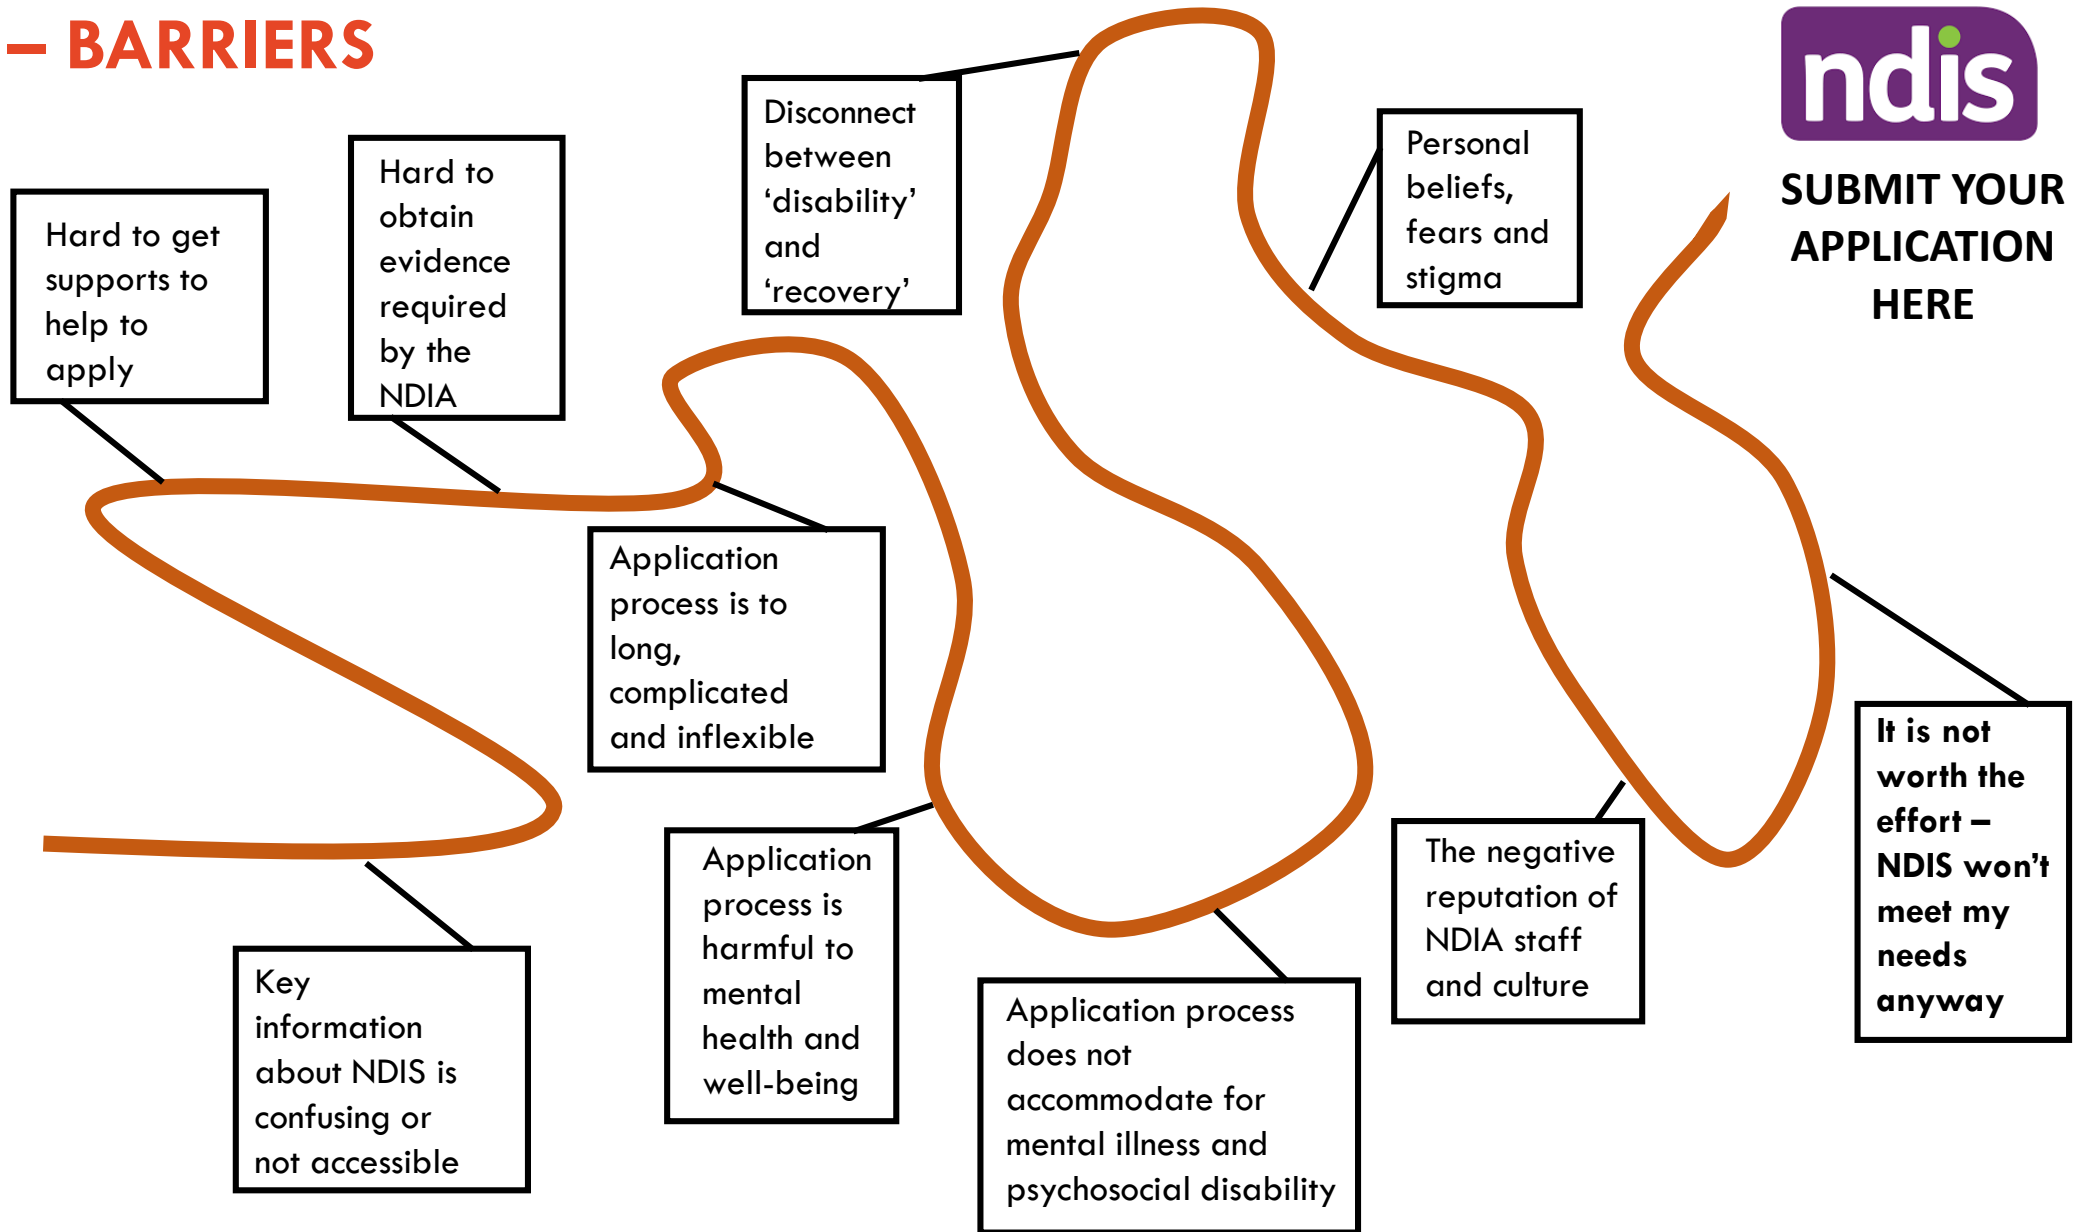 – BARRIERS
ndis
SUBMIT YOUR
APPLICATION
HERE
Hard to get
supports to
help to
apply
Hard to
obtain
evidence
required
by the
NDIA
Disconnect
between
‘disability’
and
‘recovery’
Personal
beliefs,
fears and
stigma
Application
process is to
long,
complicated
and inflexible
It is not
worth the
effort –
NDIS won’t
meet my
needs
anyway
Key
information
about NDIS is
confusing or
not accessible
Application
process is
harmful to
mental
health and
well-being
Application process
does not
accommodate for
mental illness and
psychosocial disability
The negative
reputation of
NDIA staff
and culture